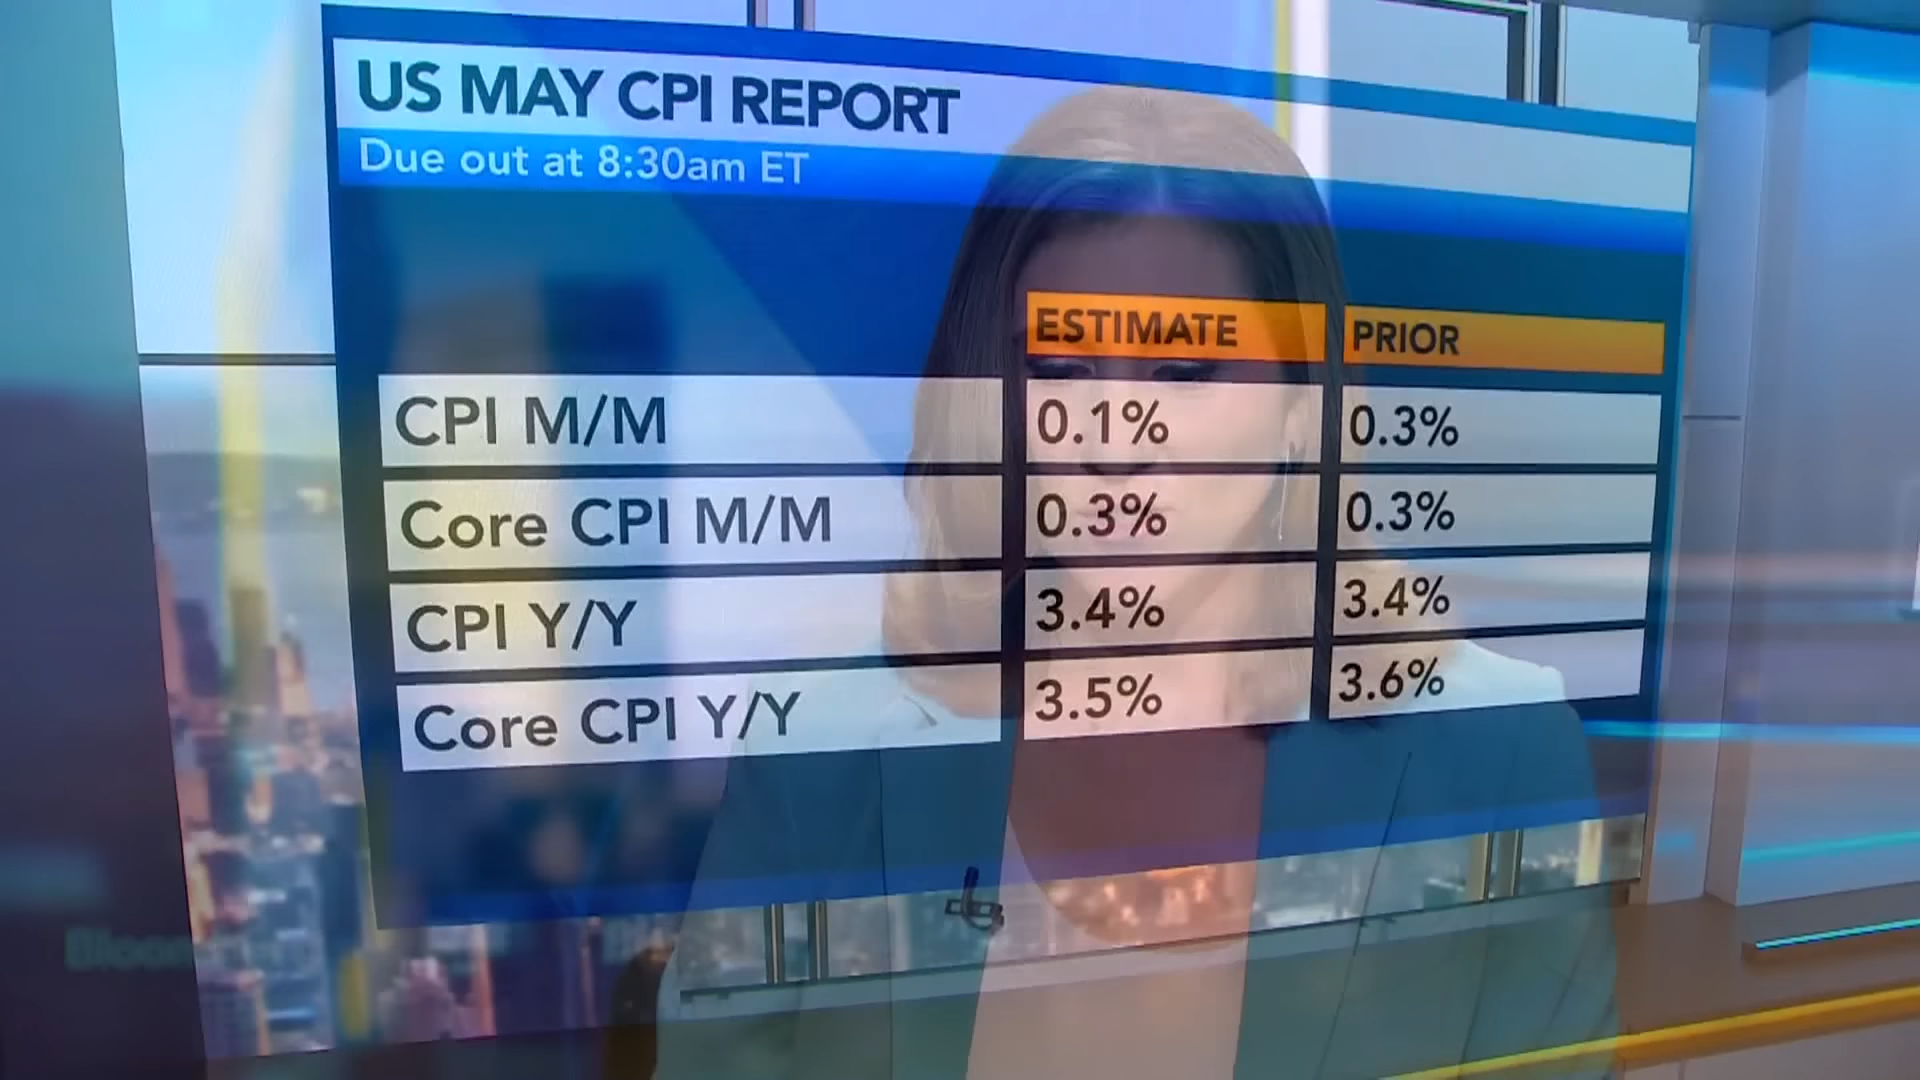 US MAY CPI REPORT
Due out at 8:30am ET
ESTIMATE PRIOR
CPI M/M 0.1% 0.3%
Core CPI M/M 0.3% 0.3%
CPI Y/Y 3.4% 3.4%
Core CPI Y/Y 3.5% 3.6%